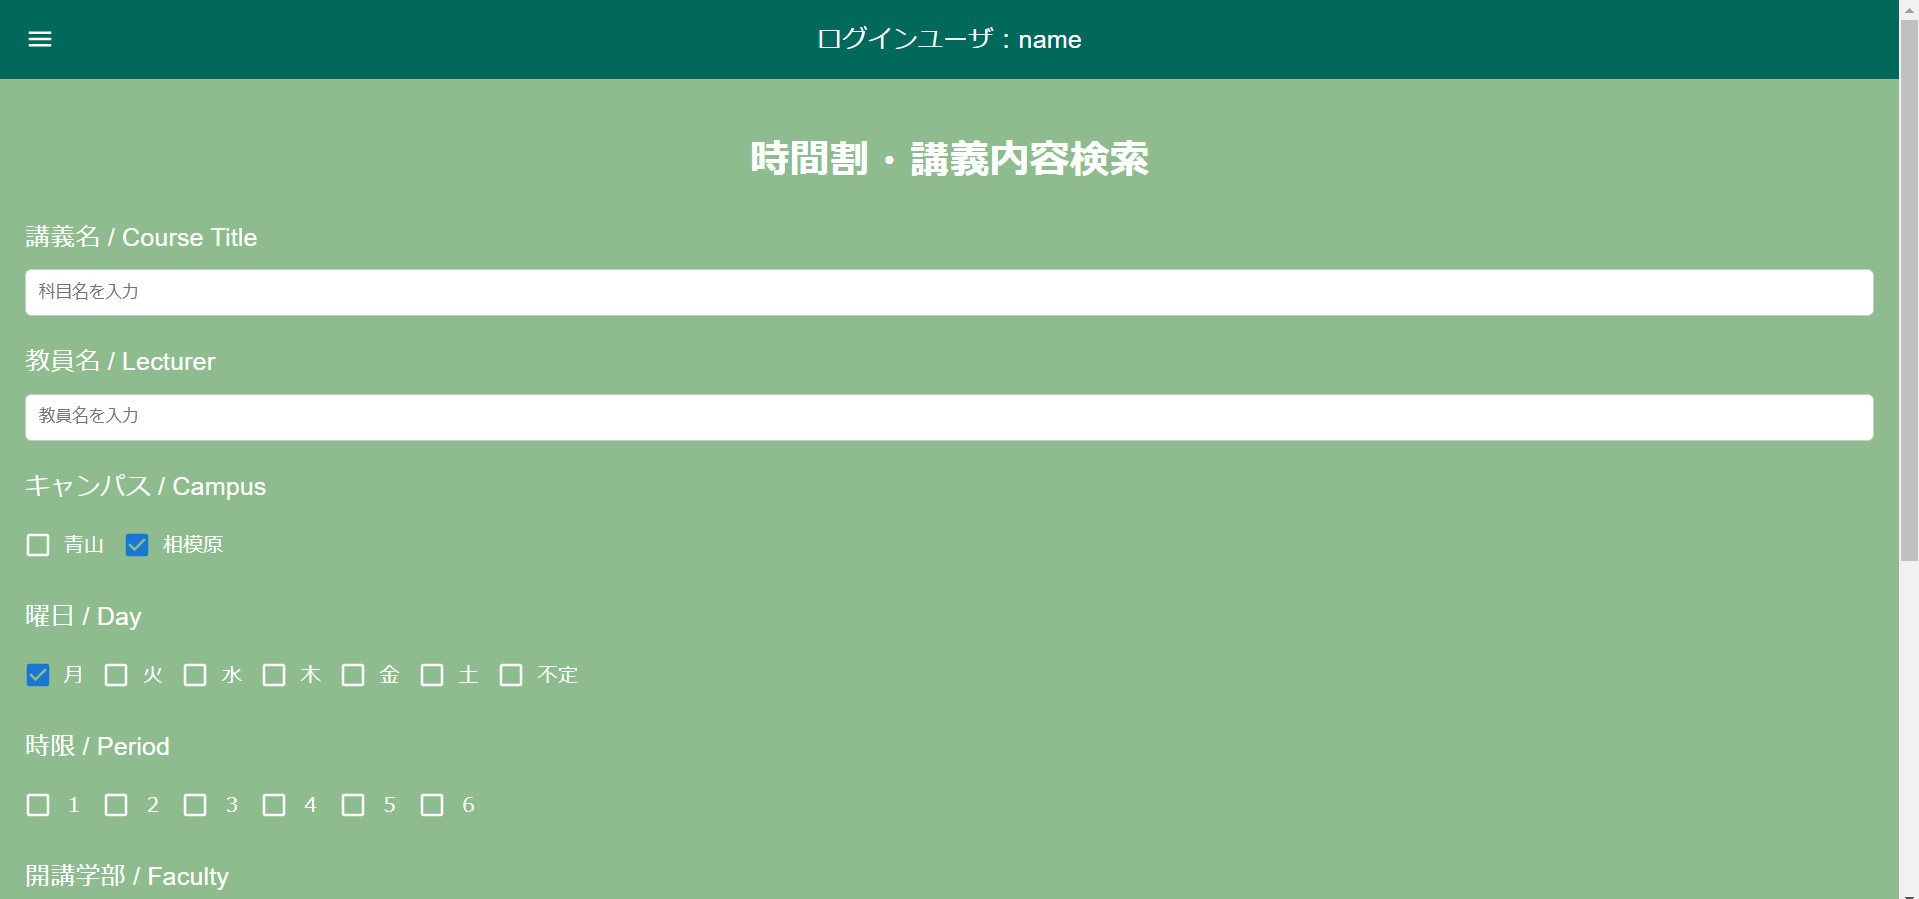 ログインユーザ：name
時間割・講義内容検索
講義名 / Course Title
科目名を入力
教員名 / Lecturer
教員名を入力
キャンパス / Campus
青山 相模原
曜日 / Day
月 火 水 木 金 土 不定
時限 / Period
1 2 3 4 5 6
開講学部 / Faculty